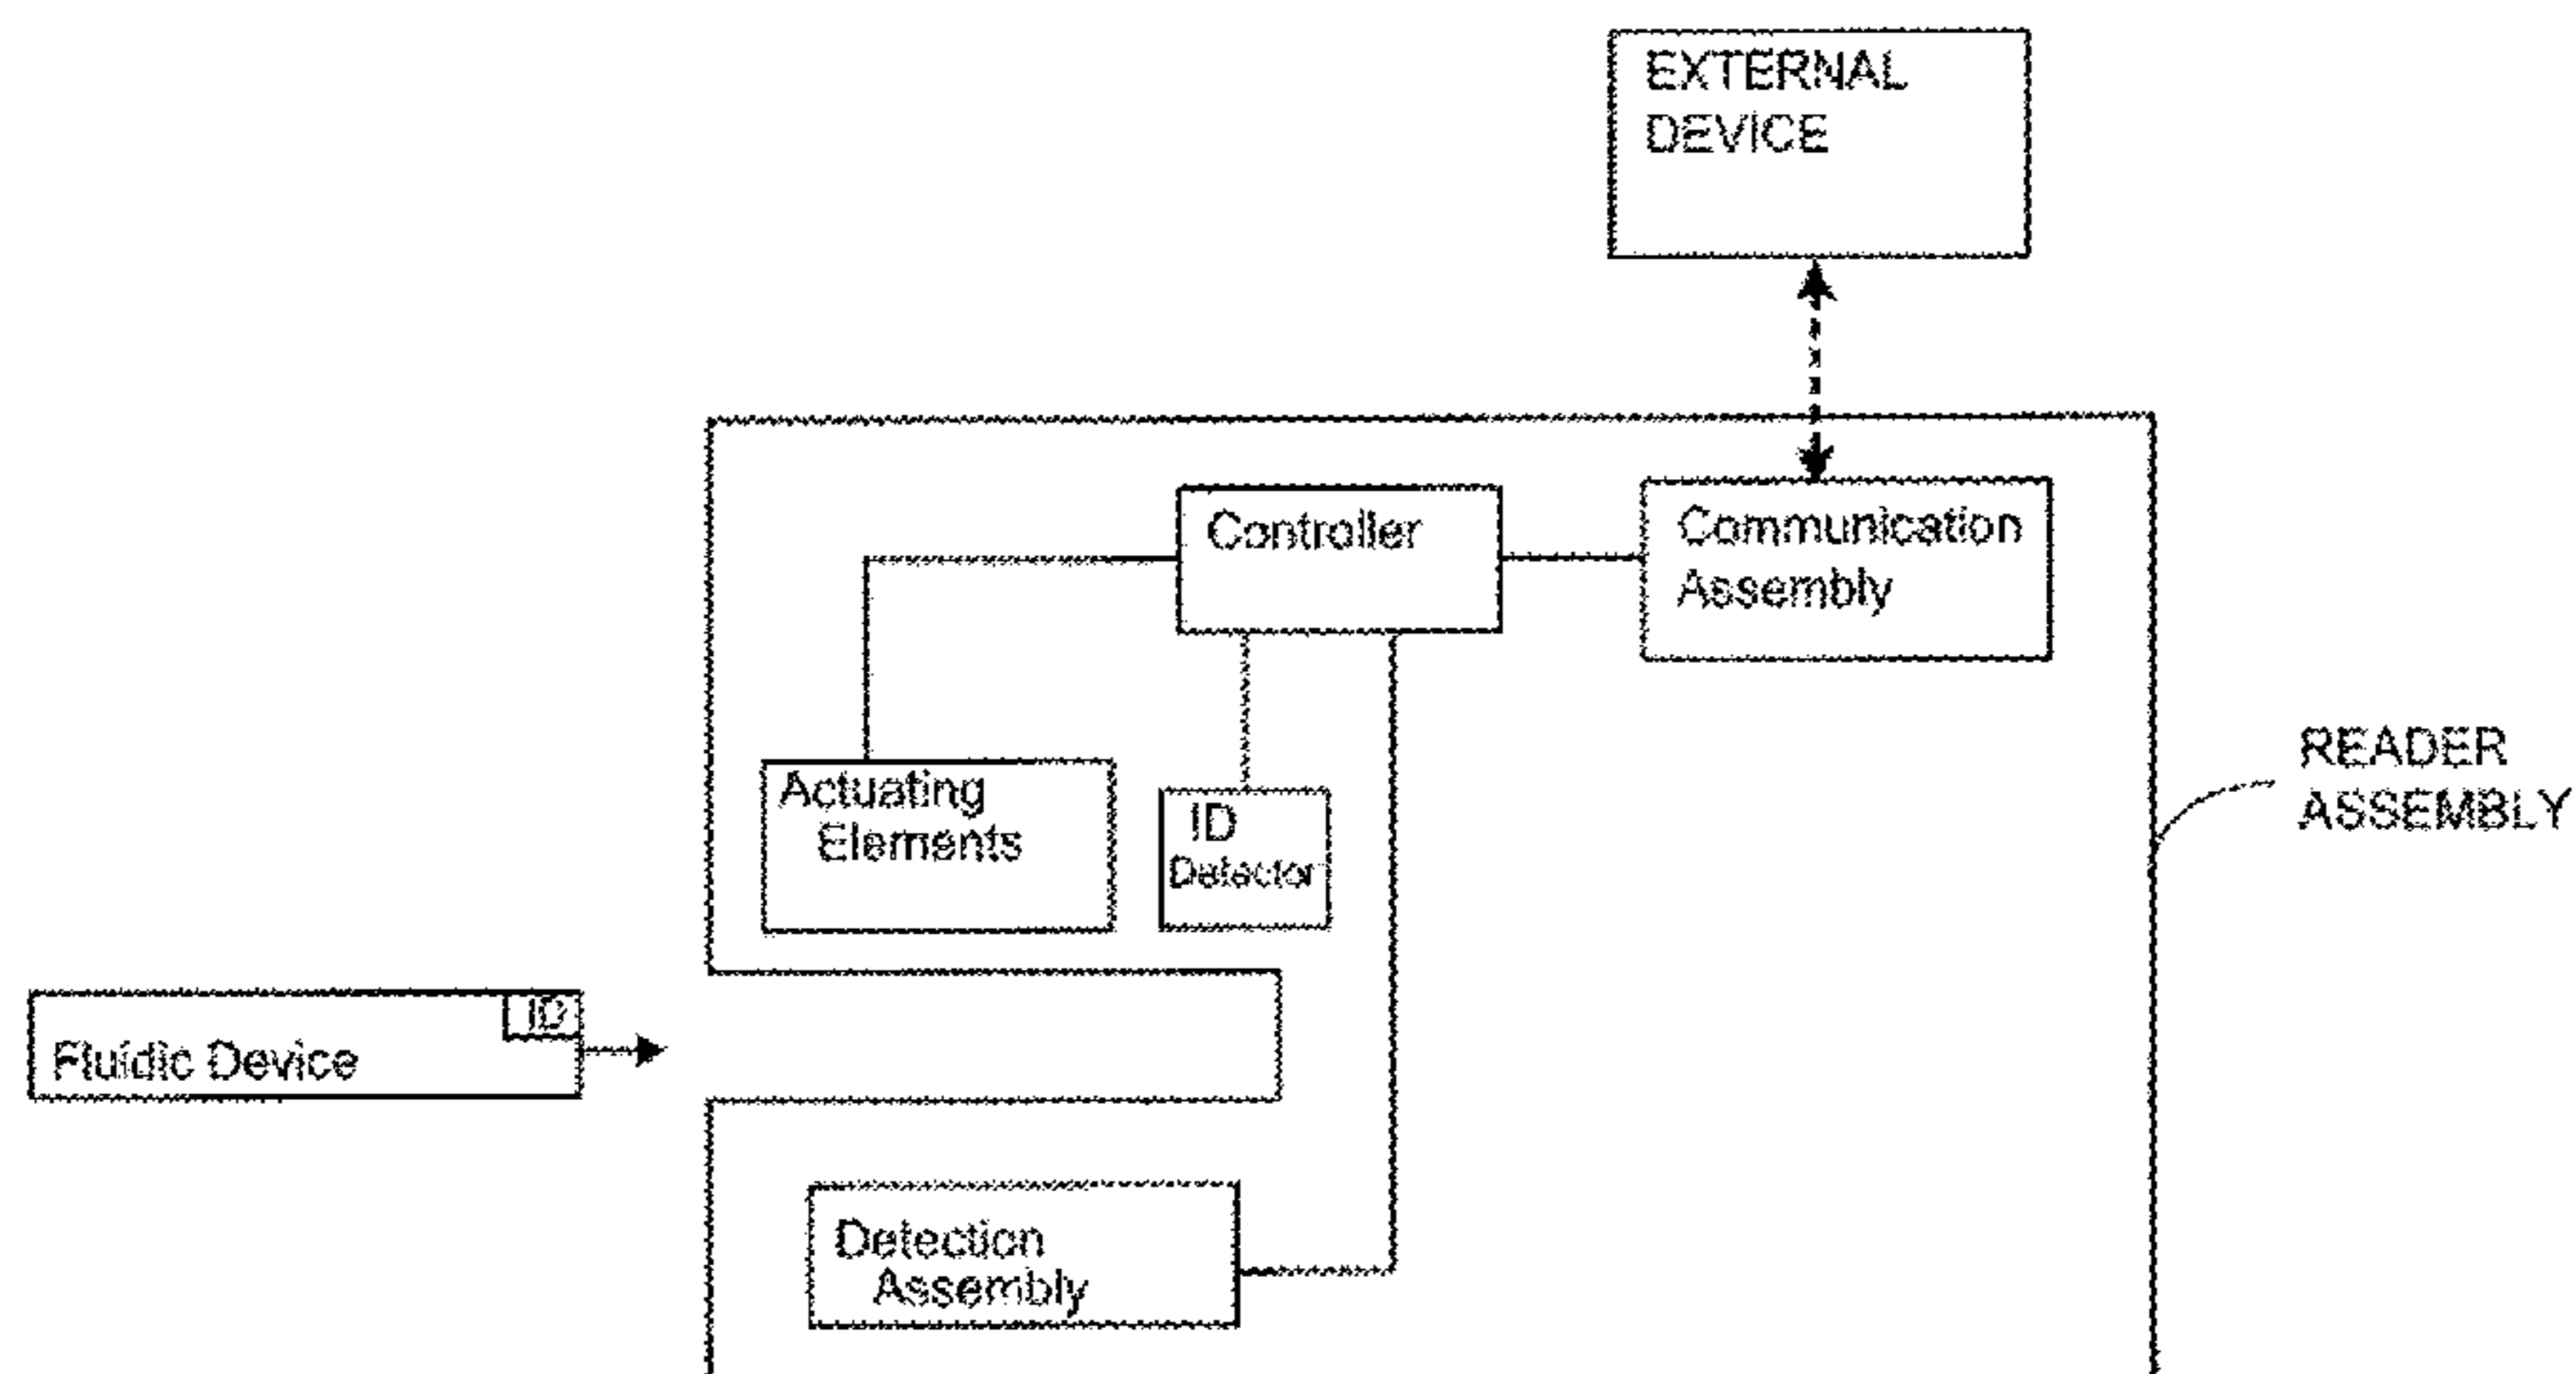 EXTERNAL
DEVICE
Controller
Communication
Assembly
READER
ASSEMBLY
Actuating
Elements
ID
Detector
ID
Fluidic Device
Detection
Assembly